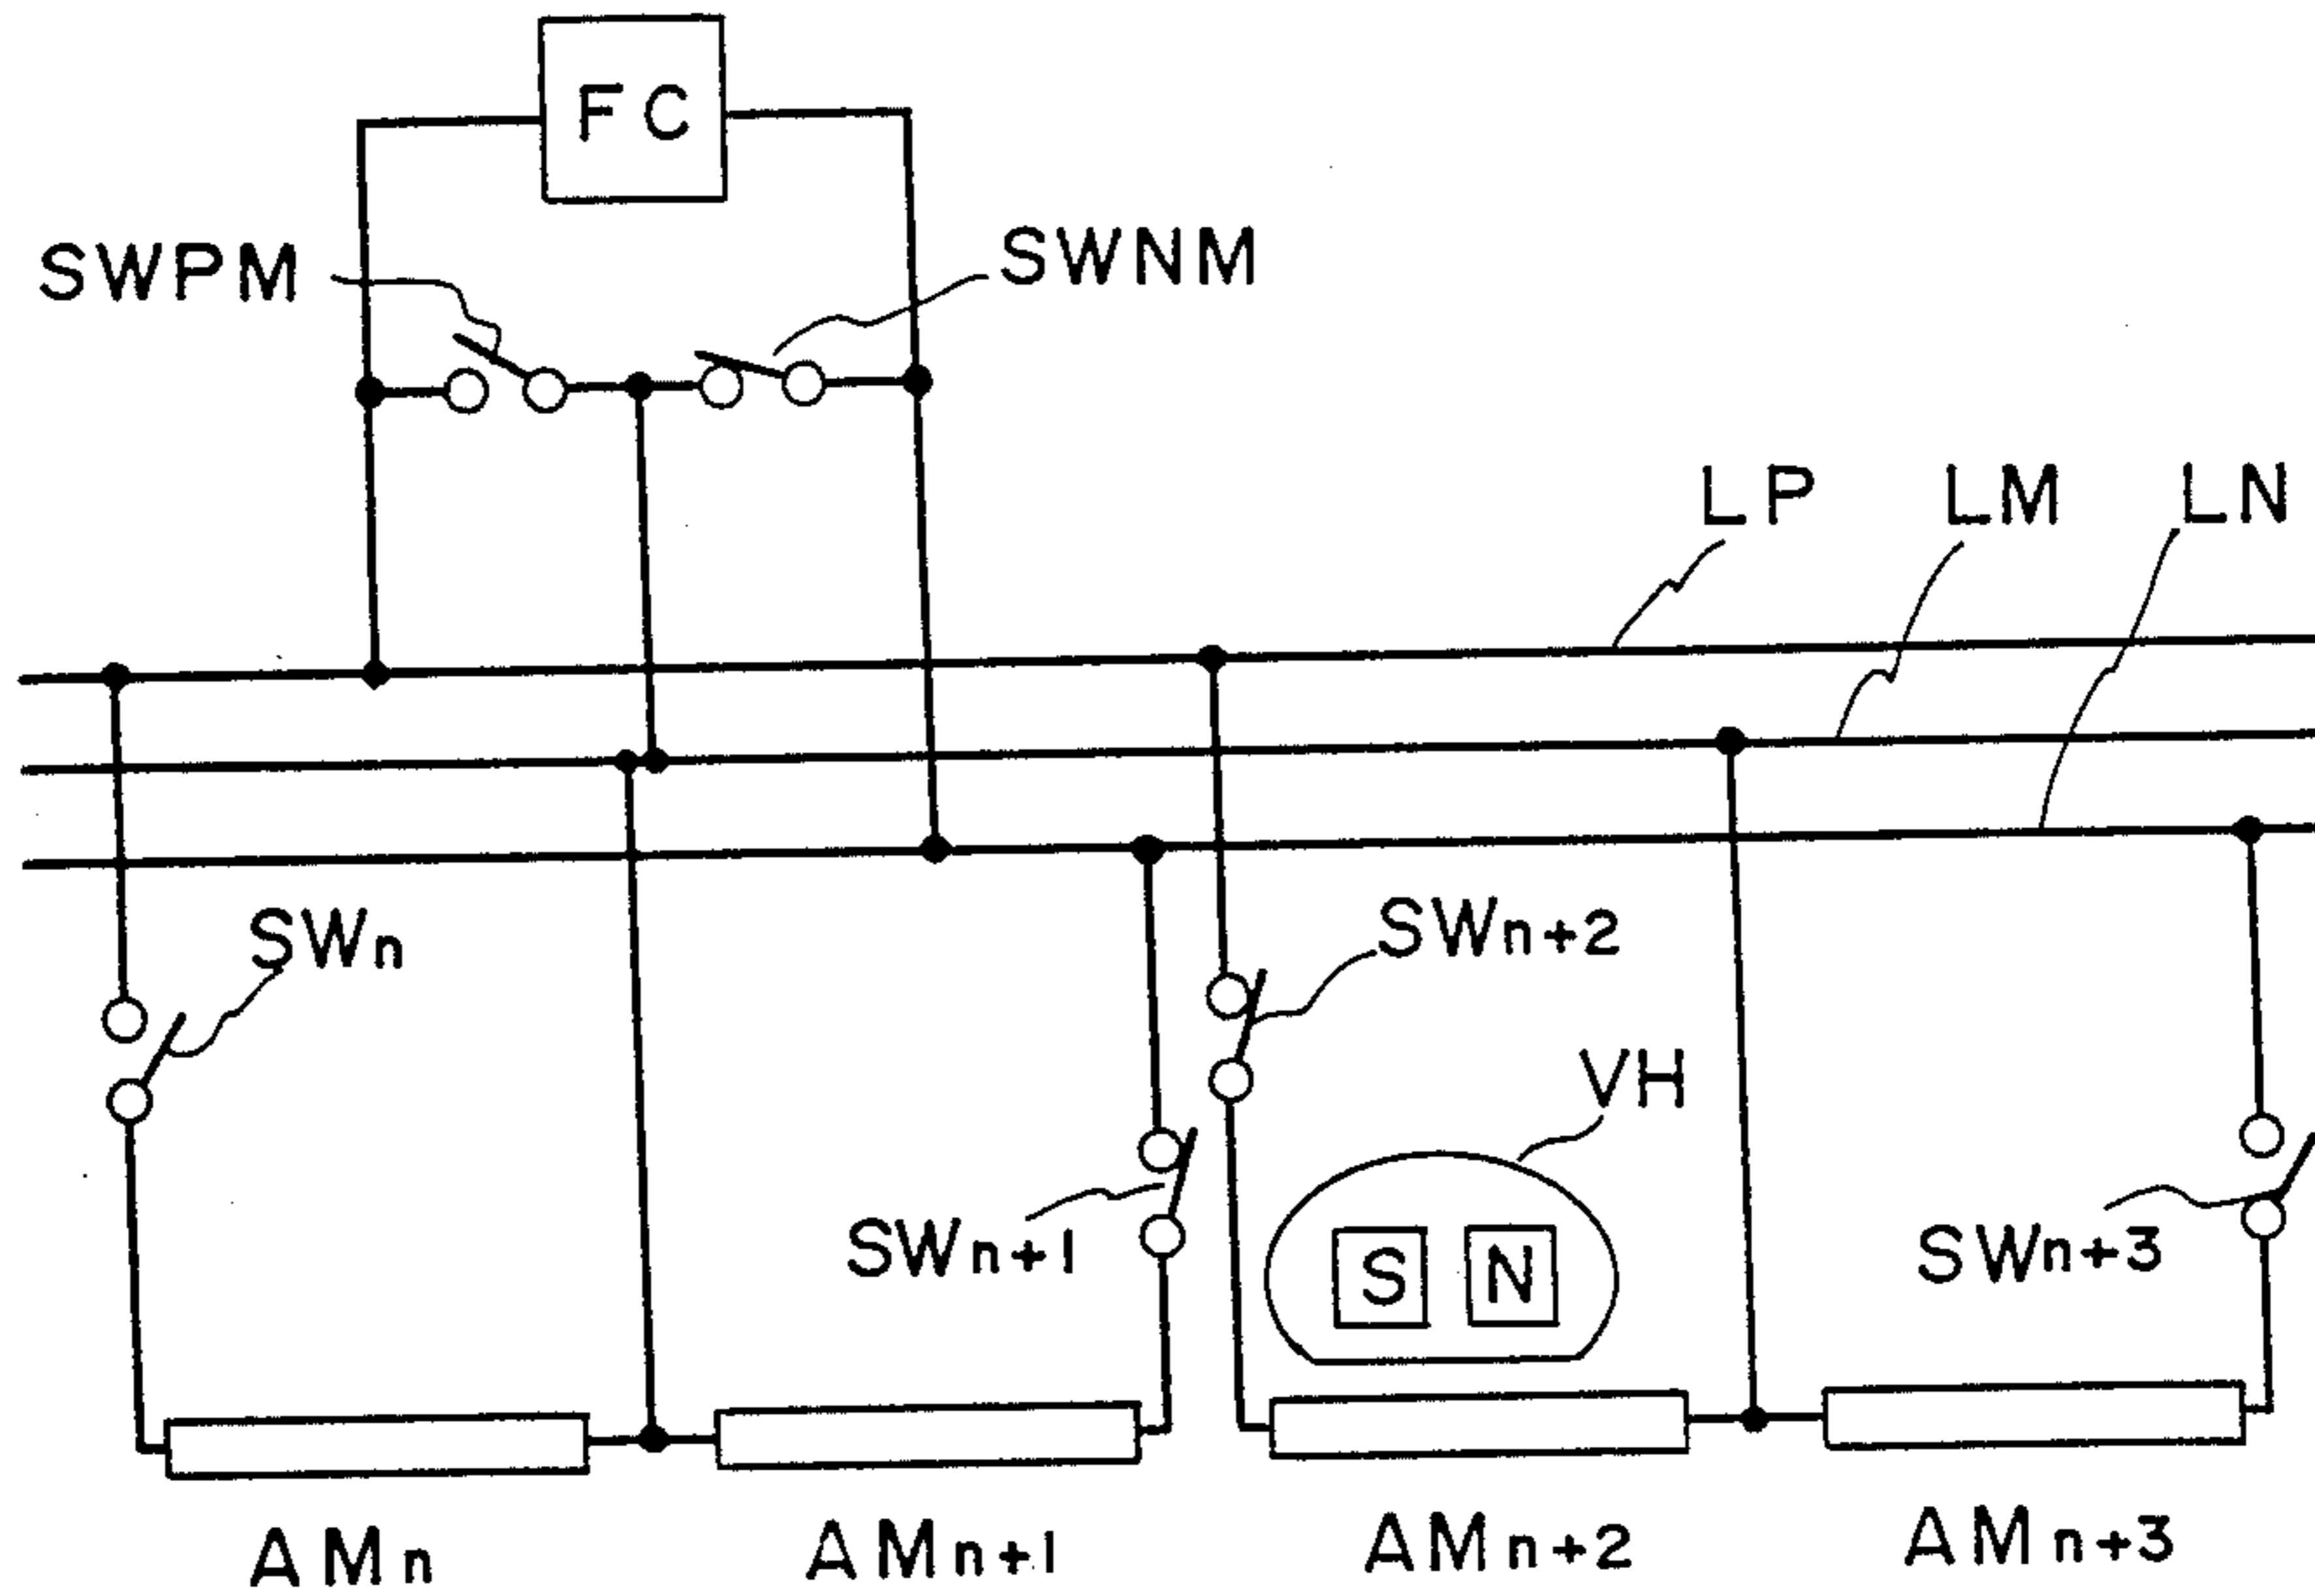 FC
SWPM
SWNM
LP LM LN
SWn
SWn+2
VH
SWn+1
S N
SWn+3
AMn AMn+1 AMn+2 AMn+3